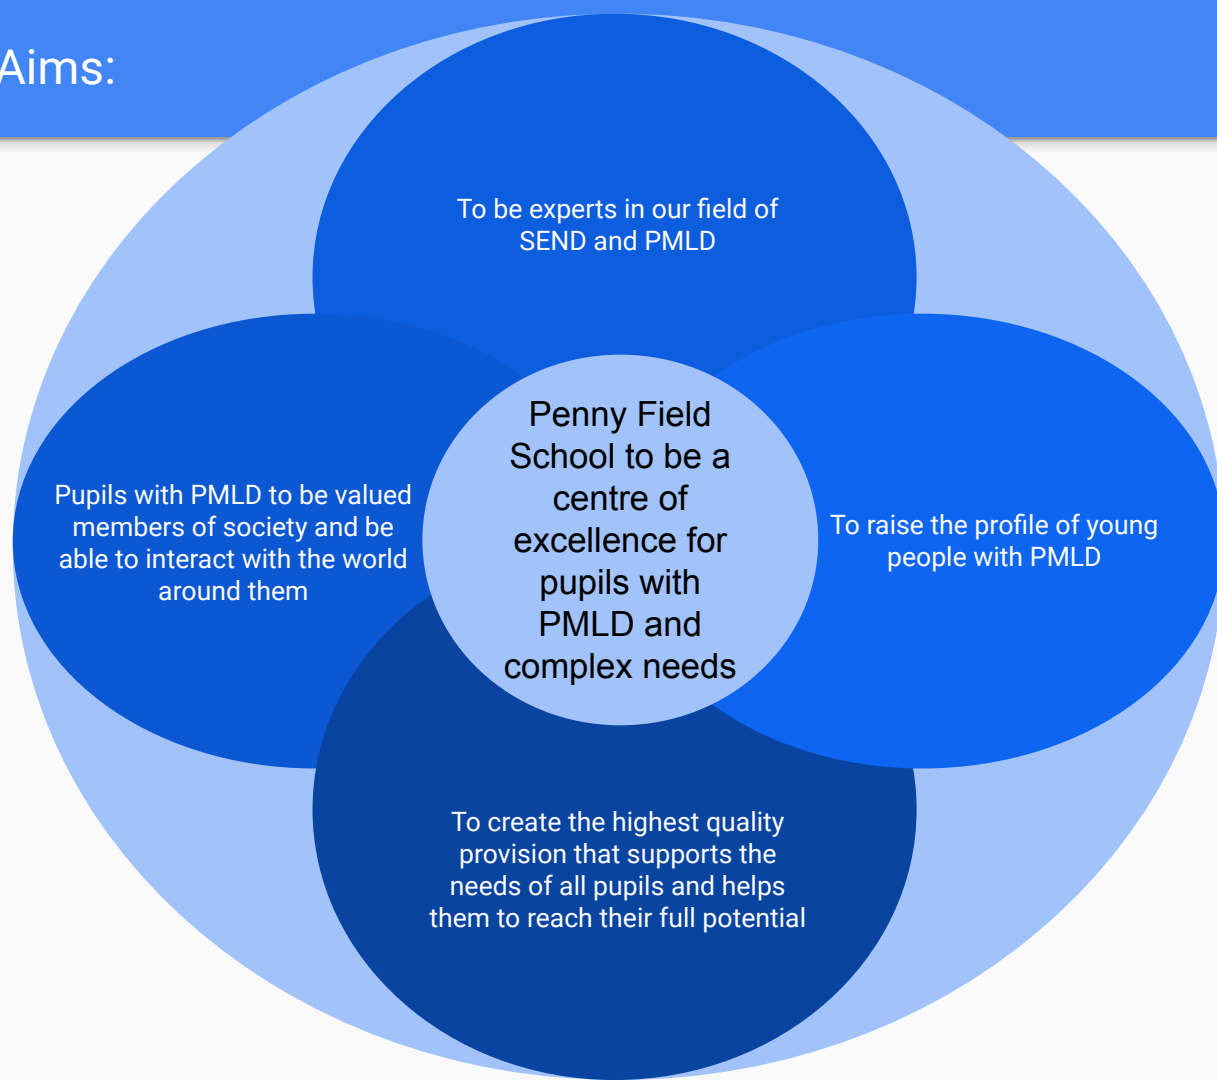 Aims:
To be experts in our field of
SEND and PMLD
Pupils with PMLD to be valued
members of society and be
able to interact with the world
around them
Penny Field
School to be a
centre of
excellence for
pupils with
PMLD and
complex needs
To raise the profile of young
people with PMLD
To create the highest quality
provision that supports the
needs of all pupils and helps
them to reach their full potential